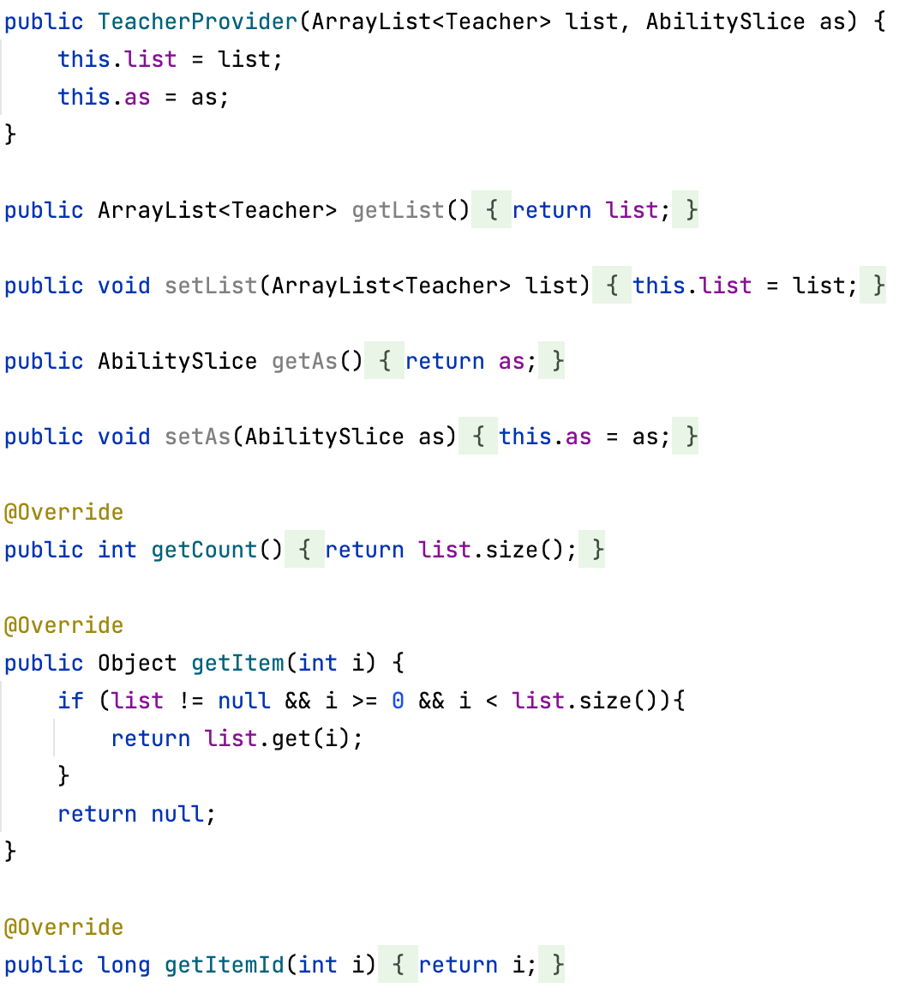 public TeacherProvider(ArrayList<Teacher> list, AbilitySlice as) {
    this.list = list;
    this.as = as;
}
public ArrayList<Teacher> getList() { return list; }
public void setList(ArrayList<Teacher> list) { this.list = list; }
public AbilitySlice getAs() { return as; }
public void setAs(AbilitySlice as) { this.as = as; }
@Override
public int getCount() { return list.size(); }
@Override
public Object getItem(int i) {
    if (list != null && i >= 0 && i < list.size()){
        return list.get(i);
    }
    return null;
}
@Override
public long getItemId(int i) { return i; }